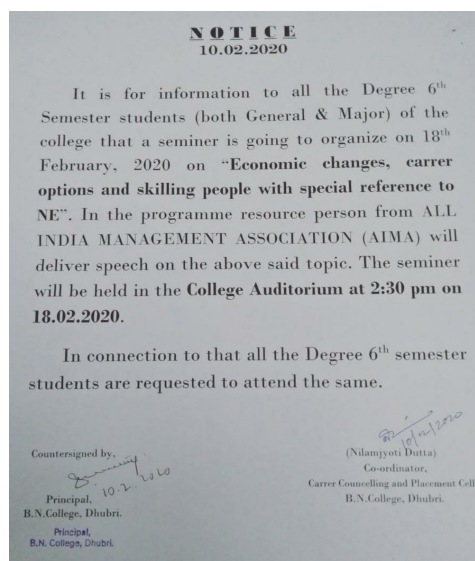 NOTICE
10.02.2020
It is for information to all the Degree 6th
Semester students (both General & Major) of the
college that a seminer is going to organize on 18th
February, 2020 on “Economic changes, carrer
options and skilling people with special reference to
NE”. In the programme resource person from ALL
INDIA MANAGEMENT ASSOCIATION (AIMA) will
deliver speech on the above said topic. The seminer
will be held in the College Auditorium at 2:30 pm on
18.02.2020.
In connection to that all the Degree 6th semester
students are requested to attend the same.
10/02/2020
Countersigned by,
10.2.2020
Principal,
B.N.College, Dhubri.
Principal,
B.N. College, Dhubri.
(Nilamjyoti Dutta)
Co-ordinator,
Carrer Councelling and Placement Cell
B.N.College, Dhubri.